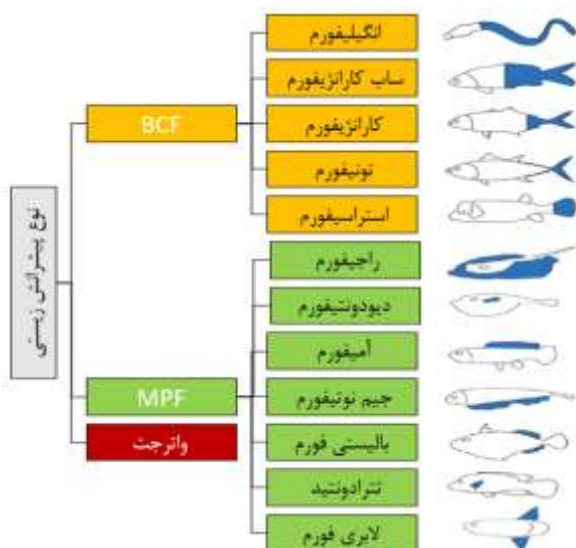 نوع پیشرانش زیستی
BCF
انگیلیفورم
ساب کارانژیفورم
کارانژیفورم
تونیفورم
استراسیفورم
MPF
راجیفورم
دیودونتیفورم
آمیفورم
جیم نوتیفورم
بالیستی فورم
تترادونتید
لابری فورم
واترجت